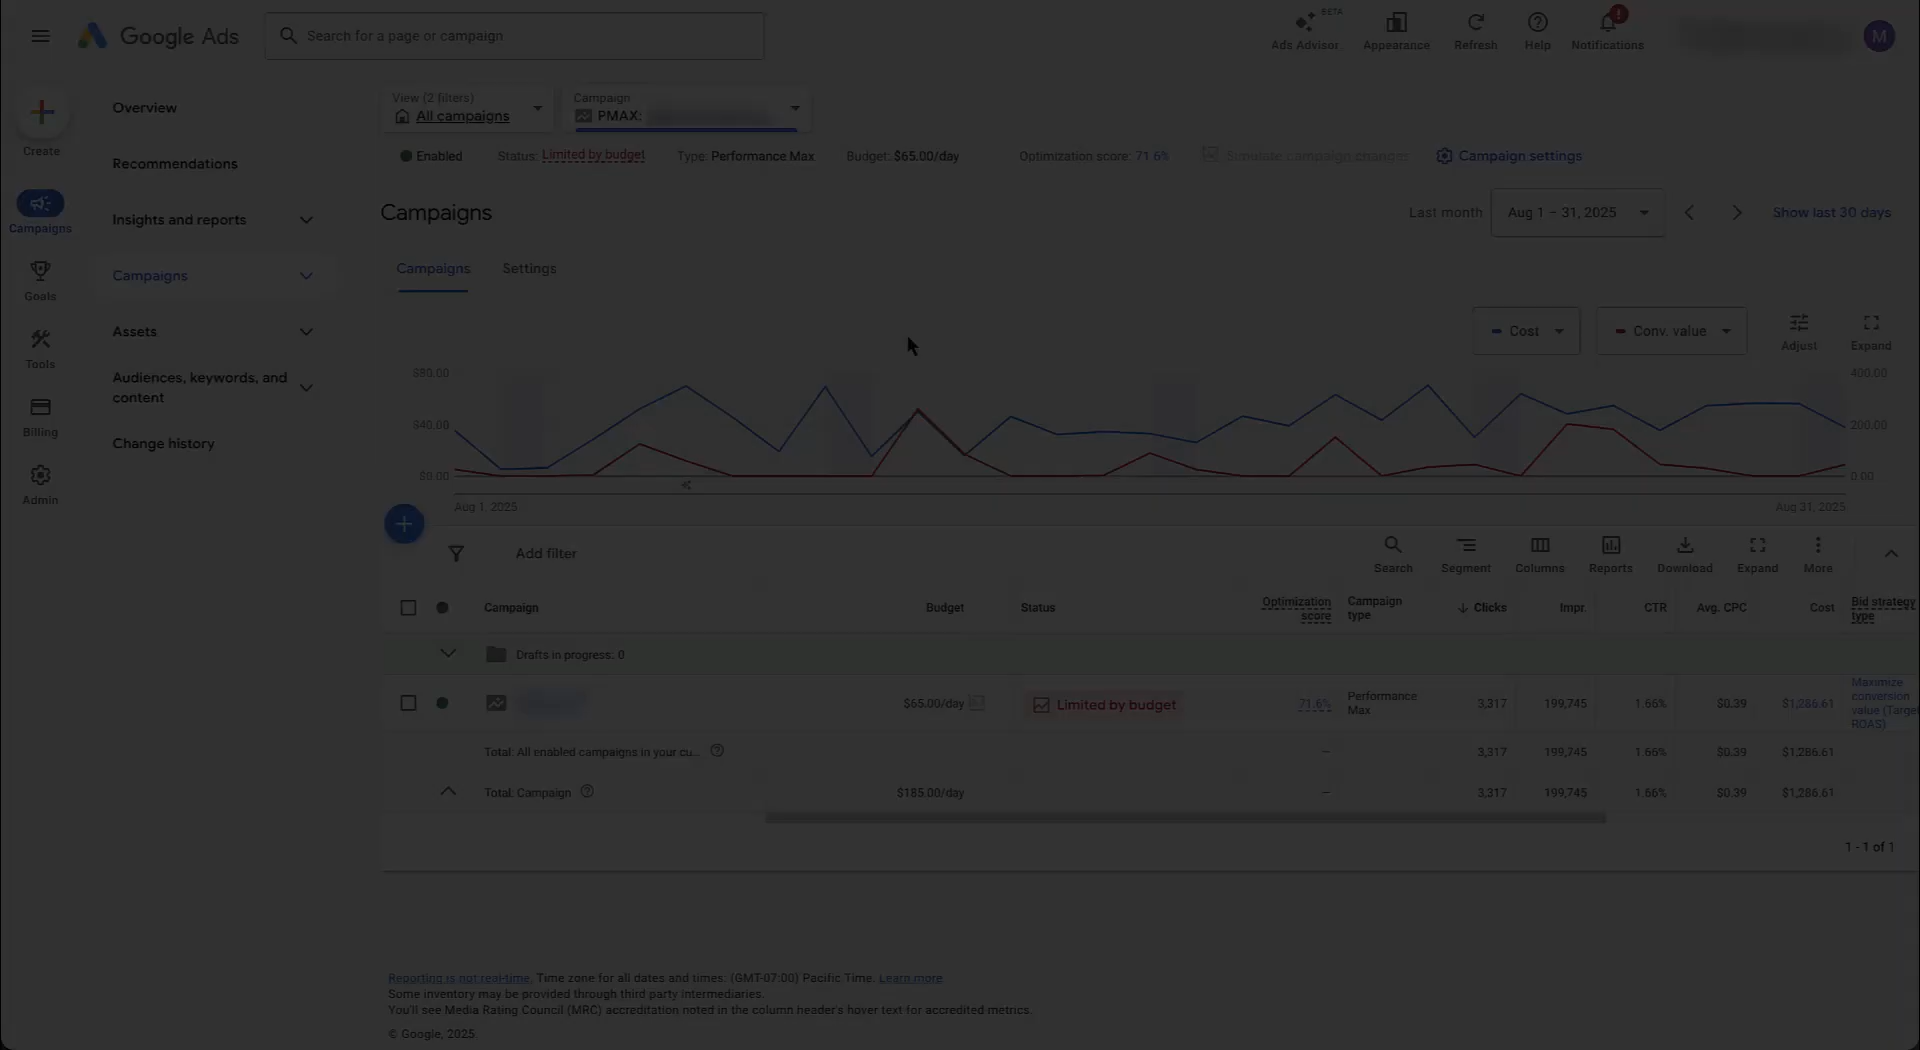 Google Ads
Search for a page or campaign
BETA
Ads Advisor
Appearance
Refresh
Help
!
Notifications
M
Create
Campaigns
Goals
Tools
Billing
Admin
Overview
Recommendations
Insights and reports
Campaigns
Assets
Audiences, keywords, and
content
Change history
View (2 filters)
All campaigns
Campaign
PMAX:
Enabled
Status: Limited by budget
Type: Performance Max
Budget: $65.00/day
Optimization score: 71.6%
Simulate campaign changes
Campaign settings
Campaigns
Last month
Aug 1 – 31, 2025
Show last 30 days
Campaigns
Settings
Cost
Conv. value
Adjust
Expand
$80.00
$40.00
$0.00
400.00
200.00
0.00
Aug 1, 2025
Aug 31, 2025
Add filter
Search
Segment
Columns
Reports
Download
Expand
More
Campaign
Budget
Status
Optimization
score
Campaign
type
Clicks
Impr.
CTR
Avg. CPC
Cost
Bid strategy
type
Drafts in progress: 0
$65.00/day
Limited by budget
71.6%
Performance
Max
3,317
199,745
1.66%
$0.39
$1,286.61
Maximize
conversion
value (Target
ROAS)
Total: All enabled campaigns in your cu...
–
3,317
199,745
1.66%
$0.39
$1,286.61
Total: Campaign
$185.00/day
–
3,317
199,745
1.66%
$0.39
$1,286.61
1 - 1 of 1
Reporting is not real-time. Time zone for all dates and times: (GMT-07:00) Pacific Time. Learn more
Some inventory may be provided through third party intermediaries.
You'll see Media Rating Council (MRC) accreditation noted in the column header's hover text for accredited metrics.
© Google, 2025